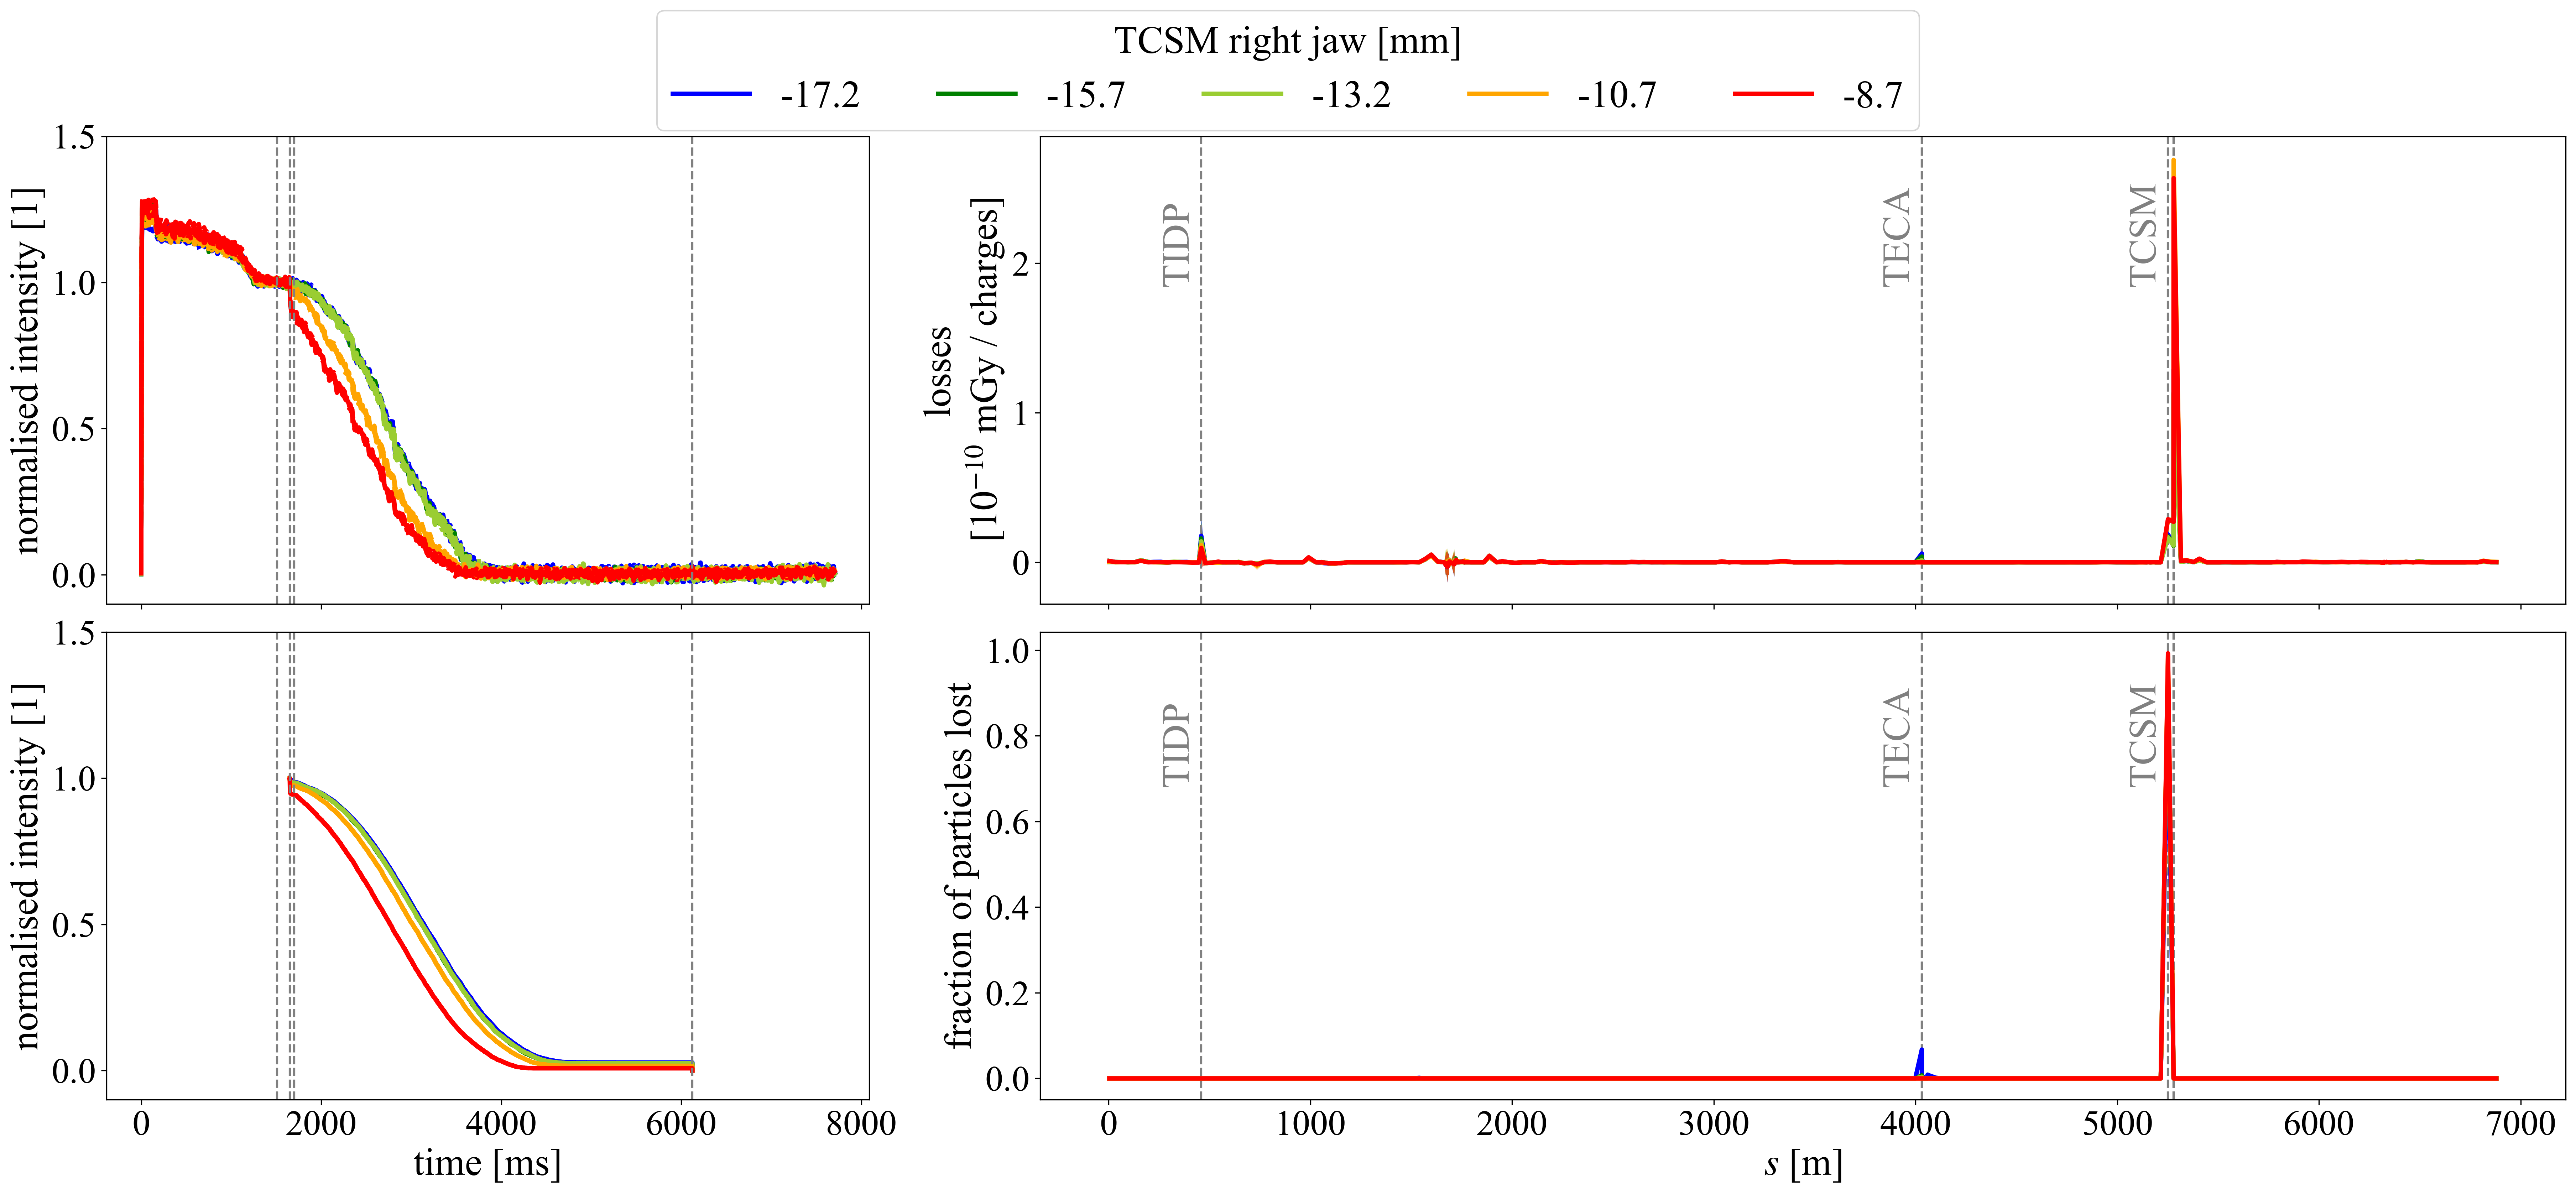 TCSM right jaw [mm]
-17.2 -15.7 -13.2 -10.7 -8.7
normalised intensity [1]
1.5
1.0
0.5
0.0
losses
[10⁻¹⁰ mGy / charges]
2
1
0
TIDP
TECA
TCSM
normalised intensity [1]
1.5
1.0
0.5
0.0
0 2000 4000 6000 8000
time [ms]
fraction of particles lost
1.0
0.8
0.6
0.4
0.2
0.0
TIDP
TECA
TCSM
0 1000 2000 3000 4000 5000 6000 7000
s [m]